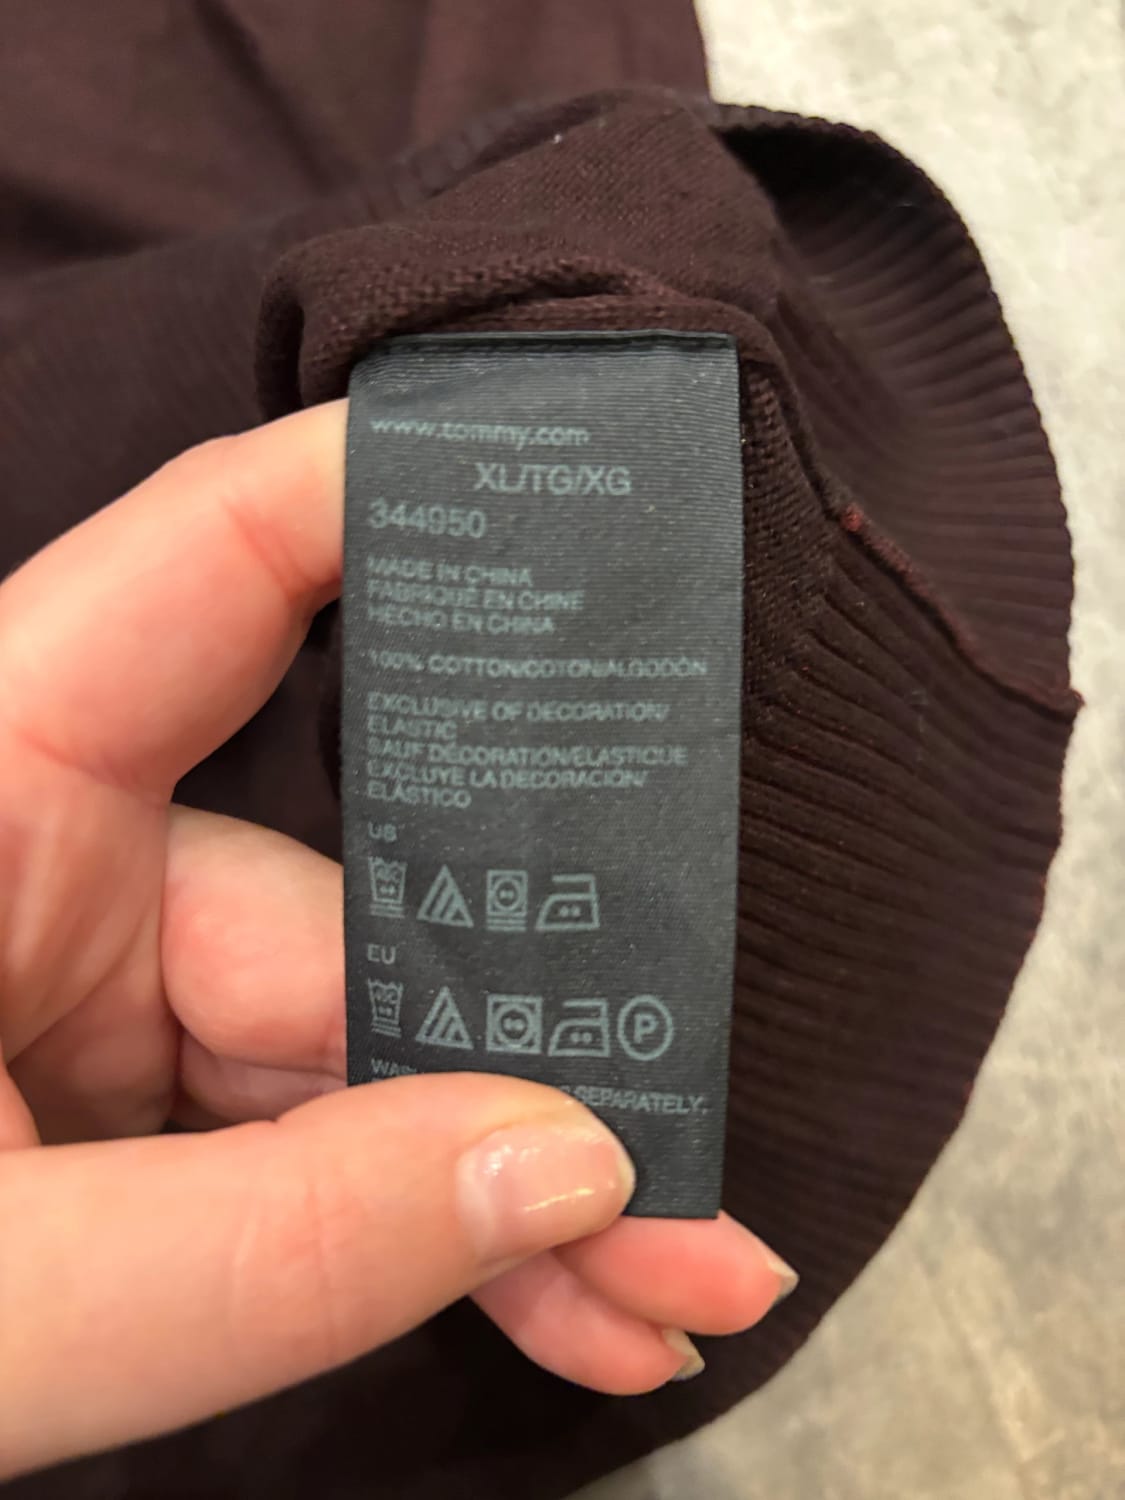 www.tommy.com
XL/TG/XG
344950
MADE IN CHINA
FABRIQUÉ EN CHINE
HECHO EN CHINA
100% COTTON/COTON/ALGODÓN
EXCLUSIVE OF DECORATION/
ELASTIC
SAUF DÉCORATION/ELASTIQUE
EXCLUYE LA DECORACIÓN/
ELÁSTICO
US
EU
P
SEPARATELY.